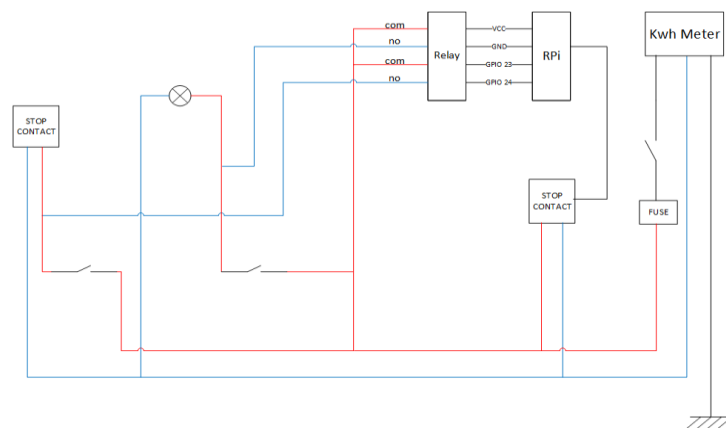 com
no
com
no
Relay
VCC
GND
GPIO 23
GPIO 24
RPi
Kwh Meter
STOP
CONTACT
STOP
CONTACT
FUSE